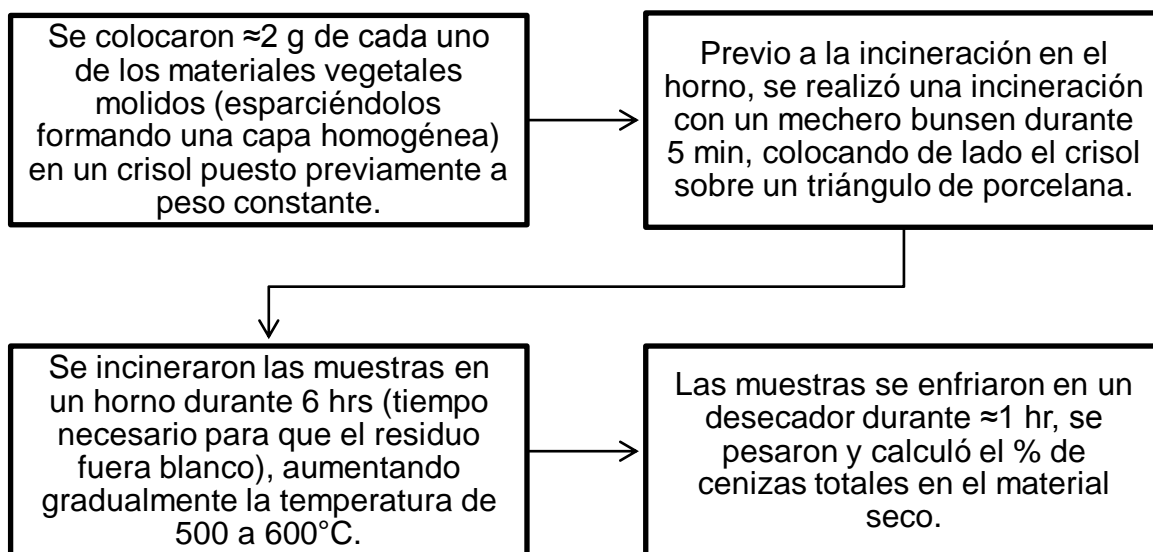 Se colocaron ≈2 g de cada uno
de los materiales vegetales
molidos (esparciéndolos
formando una capa homogénea)
en un crisol puesto previamente a
peso constante.
Previo a la incineración en el
horno, se realizó una incineración
con un mechero bunsen durante
5 min, colocando de lado el crisol
sobre un triángulo de porcelana.
Se incineraron las muestras en
un horno durante 6 hrs (tiempo
necesario para que el residuo
fuera blanco), aumentando
gradualmente la temperatura de
500 a 600°C.
Las muestras se enfriaron en un
desecador durante ≈1 hr, se
pesaron y calculó el % de
cenizas totales en el material
seco.